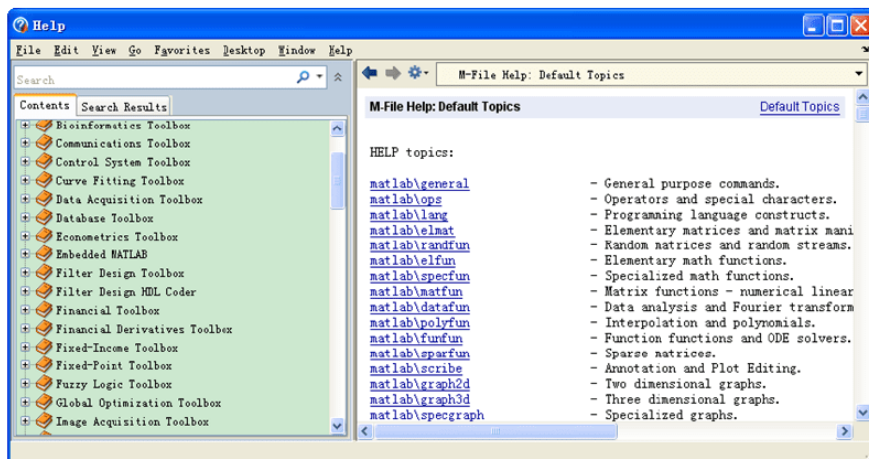 Help
File Edit View Go Favorites Desktop Window Help
Search
Contents Search Results
Bioinformatics Toolbox
Communications Toolbox
Control System Toolbox
Curve Fitting Toolbox
Data Acquisition Toolbox
Database Toolbox
Econometrics Toolbox
Embedded MATLAB
Filter Design Toolbox
Filter Design HDL Coder
Financial Toolbox
Financial Derivatives Toolbox
Fixed-Income Toolbox
Fixed-Point Toolbox
Fuzzy Logic Toolbox
Global Optimization Toolbox
Image Acquisition Toolbox
M-File Help: Default Topics
M-File Help: Default Topics Default Topics
HELP topics:
matlab\general - General purpose commands.
matlab\ops - Operators and special characters.
matlab\lang - Programming language constructs.
matlab\elmat - Elementary matrices and matrix mani
matlab\randfun - Random matrices and random streams.
matlab\elfun - Elementary math functions.
matlab\specfun - Specialized math functions.
matlab\matfun - Matrix functions - numerical linear
matlab\datafun - Data analysis and Fourier transform
matlab\polyfun - Interpolation and polynomials.
matlab\funfun - Function functions and ODE solvers.
matlab\sparfun - Sparse matrices.
matlab\scribe - Annotation and Plot Editing.
matlab\graph2d - Two dimensional graphs.
matlab\graph3d - Three dimensional graphs.
matlab\specgraph - Specialized graphs.